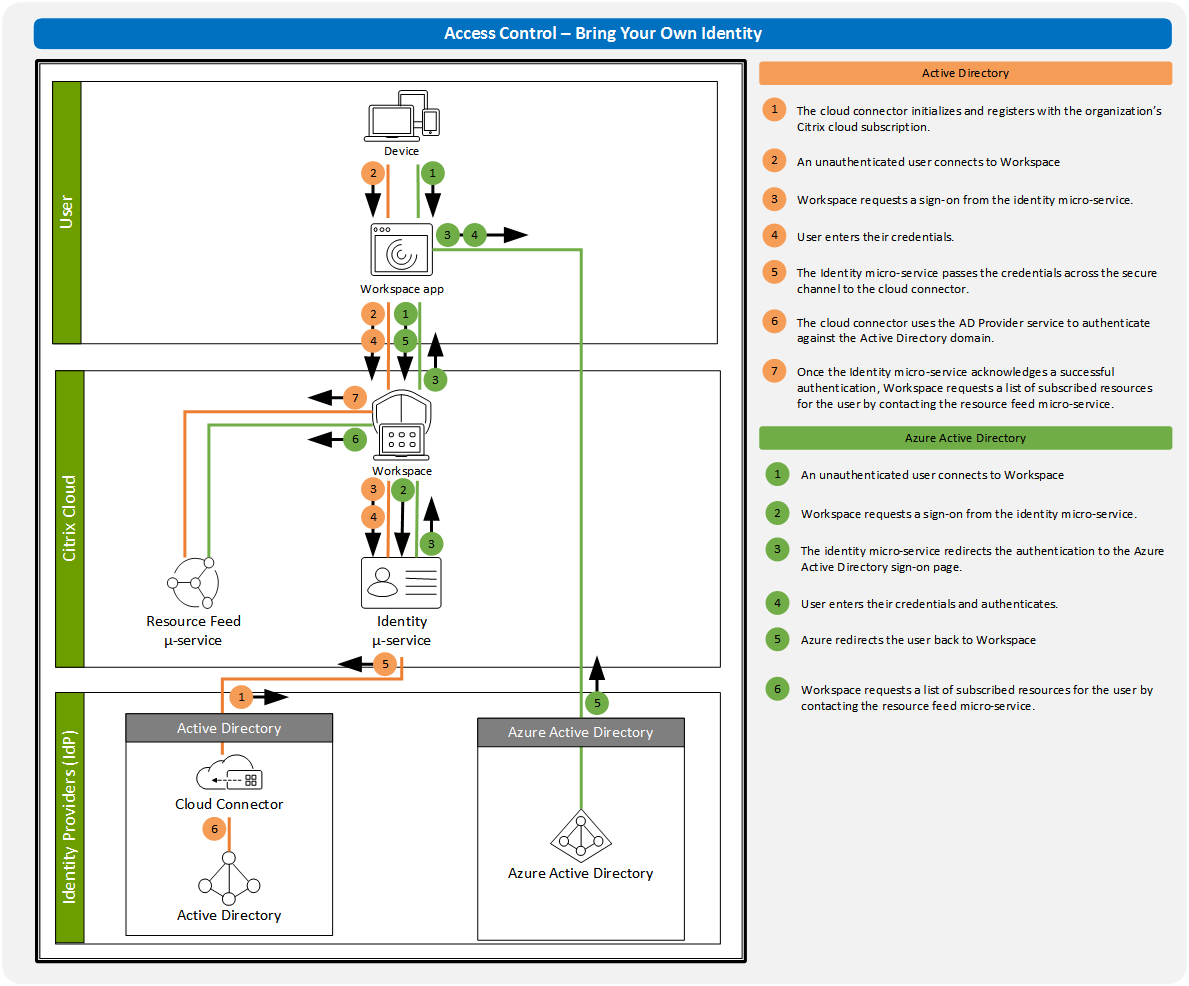 Access Control – Bring Your Own Identity
User
Device
2
1
3
4
Workspace app
2
1
4
5
3
Citrix Cloud
7
6
Workspace
3
2
4
3
Resource Feed
µ-service
Identity
µ-service
5
Identity Providers (IdP)
1
5
Active Directory
Cloud Connector
6
Active Directory
Azure Active Directory
Azure Active Directory
Active Directory
1 The cloud connector initializes and registers with the organization’s
Citrix cloud subscription.
2 An unauthenticated user connects to Workspace
3 Workspace requests a sign-on from the identity micro-service.
4 User enters their credentials.
5 The Identity micro-service passes the credentials across the secure
channel to the cloud connector.
6 The cloud connector uses the AD Provider service to authenticate
against the Active Directory domain.
7 Once the Identity micro-service acknowledges a successful
authentication, Workspace requests a list of subscribed resources
for the user by contacting the resource feed micro-service.
Azure Active Directory
1 An unauthenticated user connects to Workspace
2 Workspace requests a sign-on from the identity micro-service.
3 The identity micro-service redirects the authentication to the Azure
Active Directory sign-on page.
4 User enters their credentials and authenticates.
5 Azure redirects the user back to Workspace
6 Workspace requests a list of subscribed resources for the user by
contacting the resource feed micro-service.